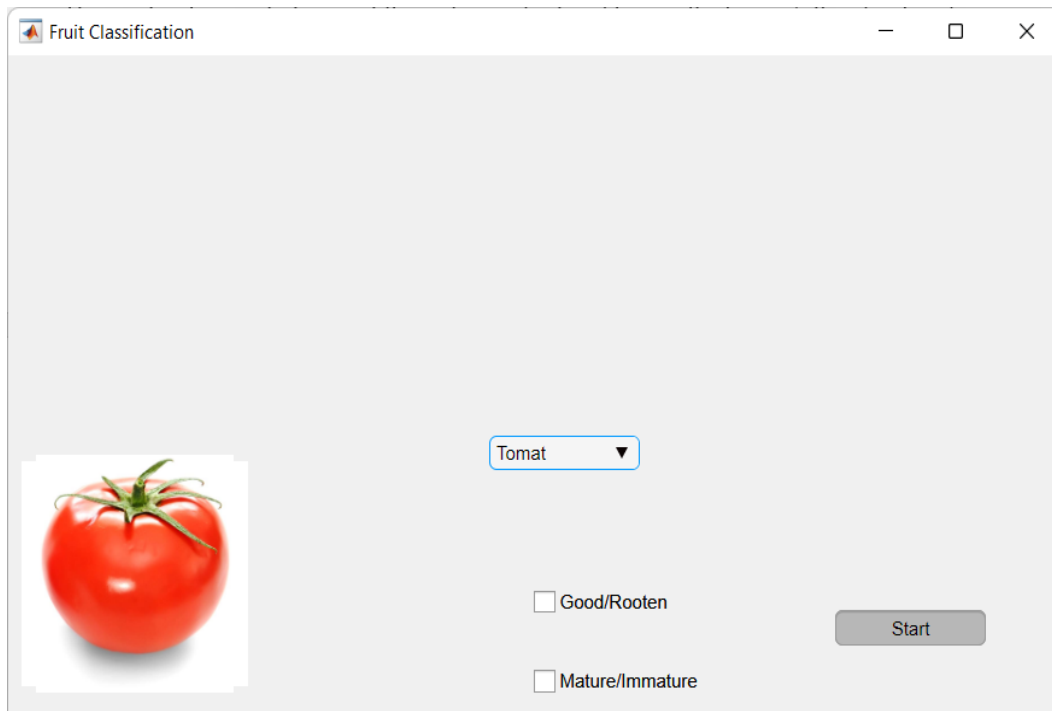 Fruit Classification
Tomat
Good/Rooten
Start
Mature/Immature